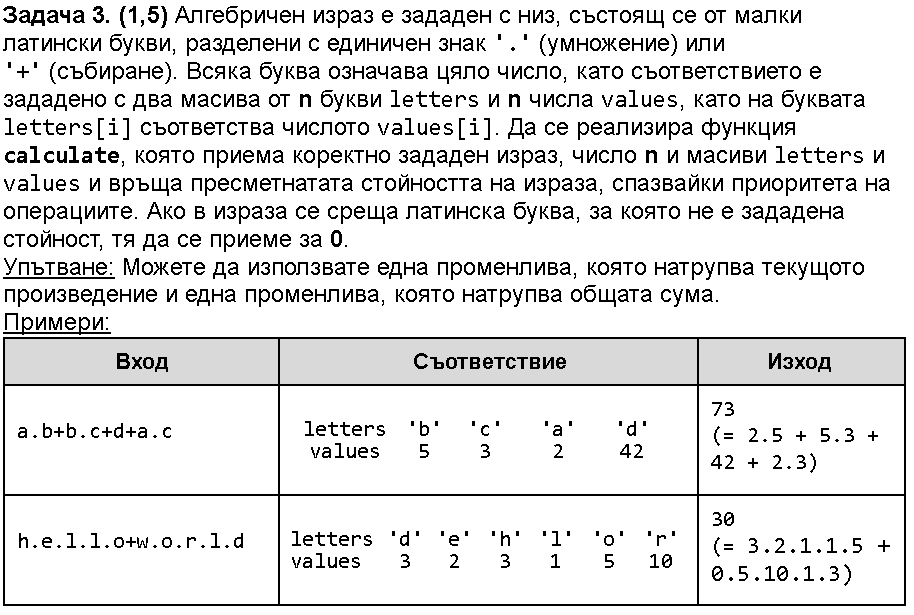 Задача 3. (1,5) Алгебричен израз е зададен с низ, състоящ се от малки
латински букви, разделени с единичен знак '.' (умножение) или
'+' (събиране). Всяка буква означава цяло число, като съответствието е
зададено с два масива от n букви letters и n числа values, като на буквата
letters[i] съответства числото values[i]. Да се реализира функция
calculate, която приема коректно зададен израз, число n и масиви letters и
values и връща пресметнатата стойността на израза, спазвайки приоритета на
операциите. Ако в израза се среща латинска буква, за която не е зададена
стойност, тя да се приеме за 0.
Упътване: Можете да използвате една променлива, която натрупва текущото
произведение и една променлива, която натрупва общата сума.
Примери:
Вход Съответствие Изход
a.b+b.c+d+a.c
letters 'b' 'c' 'a' 'd'
values 5 3 2 42
73
(= 2.5 + 5.3 +
42 + 2.3)
h.e.l.l.o+w.o.r.l.d
letters 'd' 'e' 'h' 'l' 'o' 'r'
values 3 2 3 1 5 10
30
(= 3.2.1.1.5 +
0.5.10.1.3)